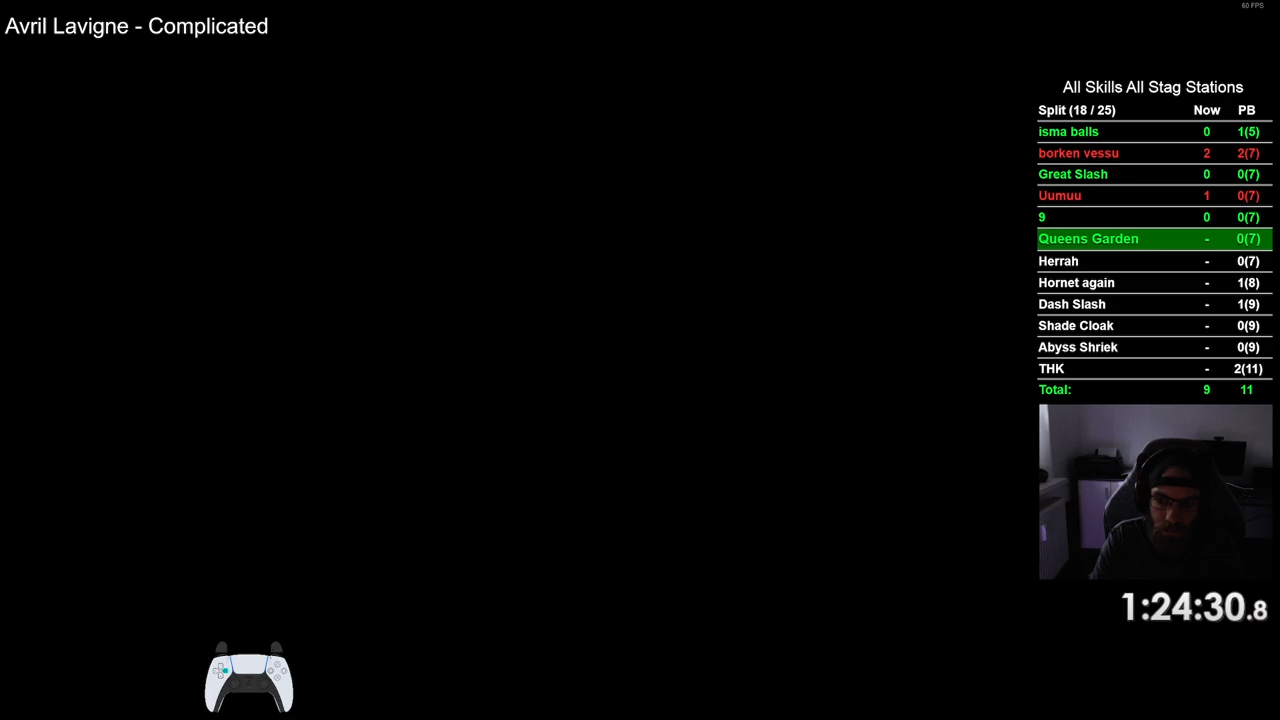 60 FPS
Avril Lavigne - Complicated
All Skills All Stag Stations
Split (18 / 25) Now PB
isma balls 0 1(5)
borken vessu 2 2(7)
Great Slash 0 0(7)
Uumuu 1 0(7)
9 0 0(7)
Queens Garden - 0(7)
Herrah - 0(7)
Hornet again - 1(8)
Dash Slash - 1(9)
Shade Cloak - 0(9)
Abyss Shriek - 0(9)
THK - 2(11)
Total: 9 11
1:24:30.8